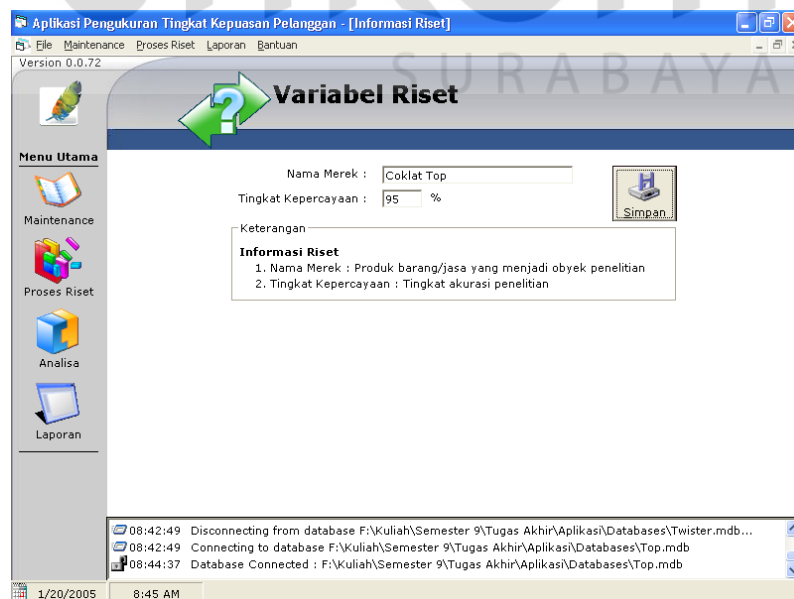 Aplikasi Pengukuran Tingkat Kepuasan Pelanggan - [Informasi Riset]
File Maintenance Proses Riset Laporan Bantuan
Version 0.0.72
SURABAYA
Variabel Riset
Menu Utama
Maintenance
Proses Riset
Analisa
Laporan
Nama Merek : Coklat Top
Tingkat Kepercayaan : 95 %
Simpan
Keterangan
Informasi Riset
1. Nama Merek : Produk barang/jasa yang menjadi obyek penelitian
2. Tingkat Kepercayaan : Tingkat akurasi penelitian
08:42:49 Disconnecting from database F:\Kuliah\Semester 9\Tugas Akhir\Aplikasi\Databases\Twister.mdb...
08:42:49 Connecting to database F:\Kuliah\Semester 9\Tugas Akhir\Aplikasi\Databases\Top.mdb
08:44:37 Database Connected : F:\Kuliah\Semester 9\Tugas Akhir\Aplikasi\Databases\Top.mdb
1/20/2005 8:45 AM